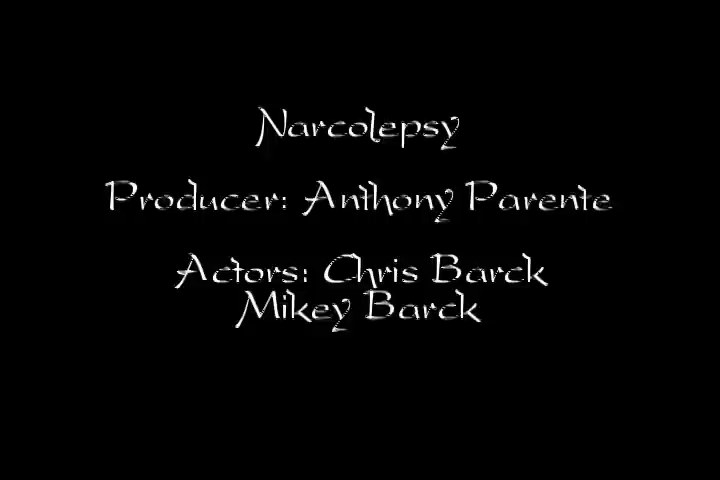 Narcolepsy
Producer: Anthony Parente
Actors: Chris Barck
Mikey Barck